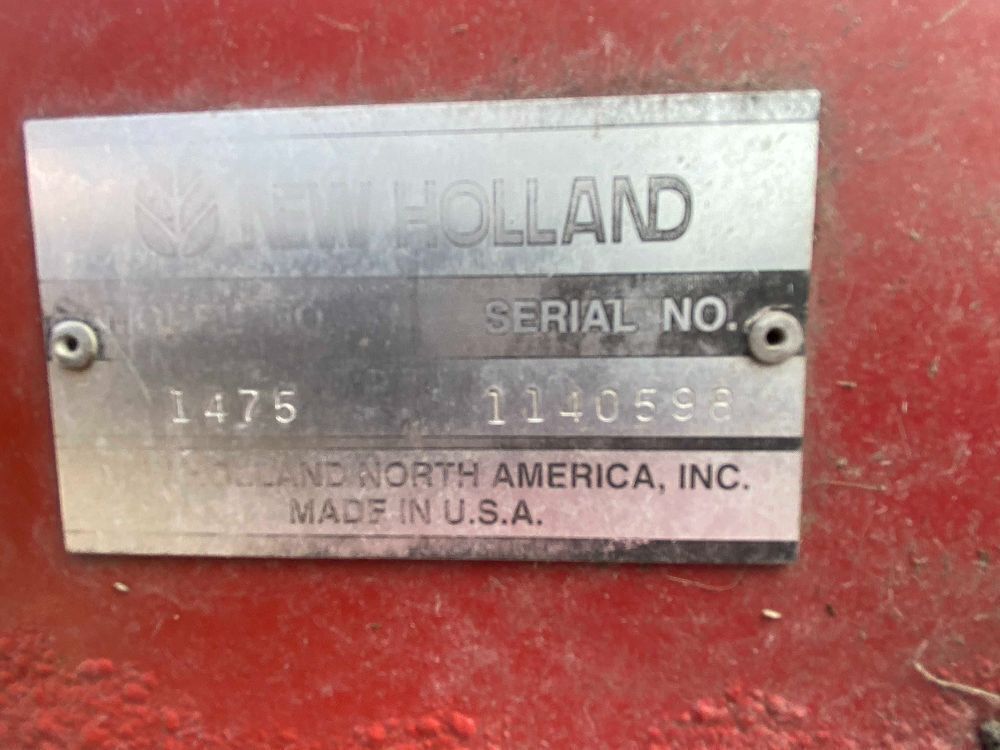 NEW HOLLAND
SERIAL NO.
1475 1140598
HOLLAND NORTH AMERICA, INC.
MADE IN U.S.A.